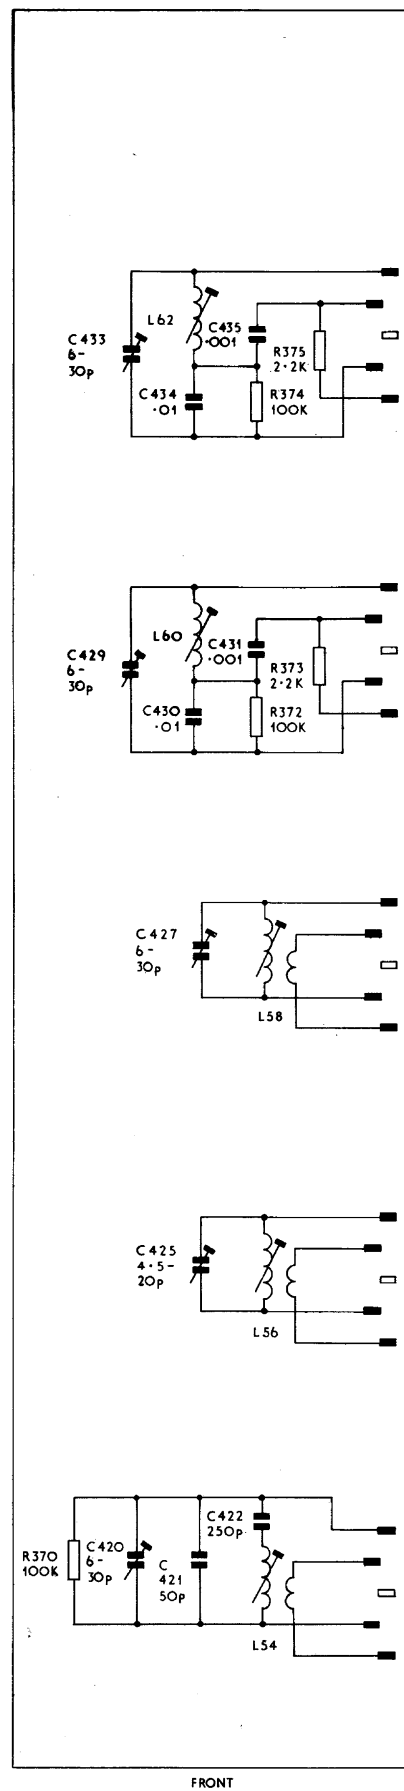 C433
6-
30p
L62
C435
.001
R375
2·2K
C434
.01
R374
100K
C429
6-
30p
L60
C431
.001
R373
2·2K
C430
.01
R372
100K
C427
6-
30p
L58
C425
4·5-
20p
L56
R370
100K
C420
6-
30p
C
421
50p
C422
250p
L54
FRONT